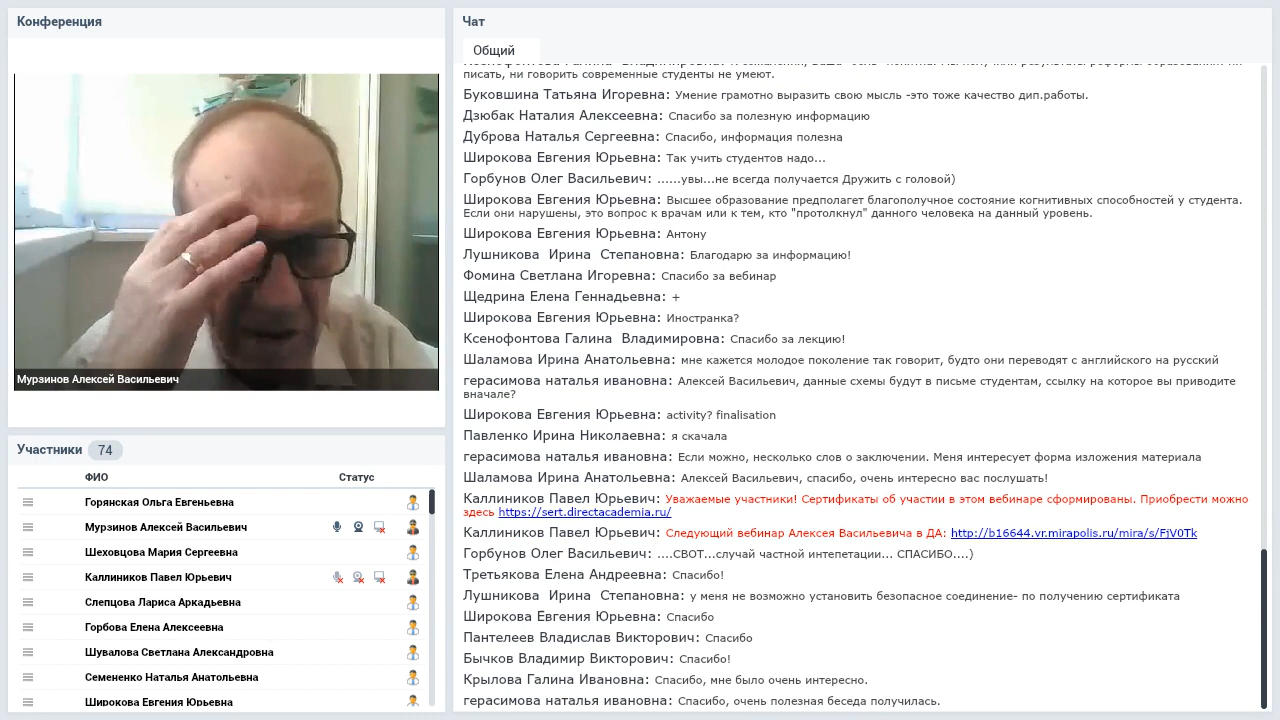 Конференция
Мурзинов Алексей Васильевич
Участники 74
ФИО Статус
Горянская Ольга Евгеньевна
Мурзинов Алексей Васильевич
Шеховцова Мария Сергеевна
Каллиников Павел Юрьевич
Слепцова Лариса Аркадьевна
Горбова Елена Алексеевна
Шувалова Светлана Александровна
Семененко Наталья Анатольевна
Широкова Евгения Юрьевна
Чат
Общий
писать, ни говорить современные студенты не умеют.
Буковшина Татьяна Игоревна: Умение грамотно выразить свою мысль -это тоже качество дип.работы.
Дзюбак Наталия Алексеевна: Спасибо за полезную информацию
Дуброва Наталья Сергеевна: Спасибо, информация полезна
Широкова Евгения Юрьевна: Так учить студентов надо...
Горбунов Олег Васильевич: ......увы...не всегда получается Дружить с головой)
Широкова Евгения Юрьевна: Высшее образование предполагает благополучное состояние когнитивных способностей у студента.
Если они нарушены, это вопрос к врачам или к тем, кто "протолкнул" данного человека на данный уровень.
Широкова Евгения Юрьевна: Антону
Лушникова Ирина Степановна: Благодарю за информацию!
Фомина Светлана Игоревна: Спасибо за вебинар
Щедрина Елена Геннадьевна: +
Широкова Евгения Юрьевна: Иностранка?
Ксенофонтова Галина Владимировна: Спасибо за лекцию!
Шаламова Ирина Анатольевна: мне кажется молодое поколение так говорит, будто они переводят с английского на русский
герасимова наталья ивановна: Алексей Васильевич, данные схемы будут в письме студентам, ссылку на которое вы приводите
вначале?
Широкова Евгения Юрьевна: activity? finalisation
Павленко Ирина Николаевна: я скачала
герасимова наталья ивановна: Если можно, несколько слов о заключении. Меня интересует форма изложения материала
Шаламова Ирина Анатольевна: Алексей Васильевич, спасибо, очень интересно вас послушать!
Каллиников Павел Юрьевич: Уважаемые участники! Сертификаты об участии в этом вебинаре сформированы. Приобрести можно
здесь https://sert.directacademia.ru/
Каллиников Павел Юрьевич: Следующий вебинар Алексея Васильевича в ДА: http://b16644.vr.mirapolis.ru/mira/s/FjV0Tk
Горбунов Олег Васильевич: ....СВОТ...случай частной интепетации... СПАСИБО....)
Третьякова Елена Андреевна: Спасибо!
Лушникова Ирина Степановна: у меня не возможно установить безопасное соединение- по получению сертификата
Широкова Евгения Юрьевна: Спасибо
Пантелеев Владислав Викторович: Спасибо
Бычков Владимир Викторович: Спасибо!
Крылова Галина Ивановна: Спасибо, мне было очень интересно.
герасимова наталья ивановна: Спасибо, очень полезная беседа получилась.